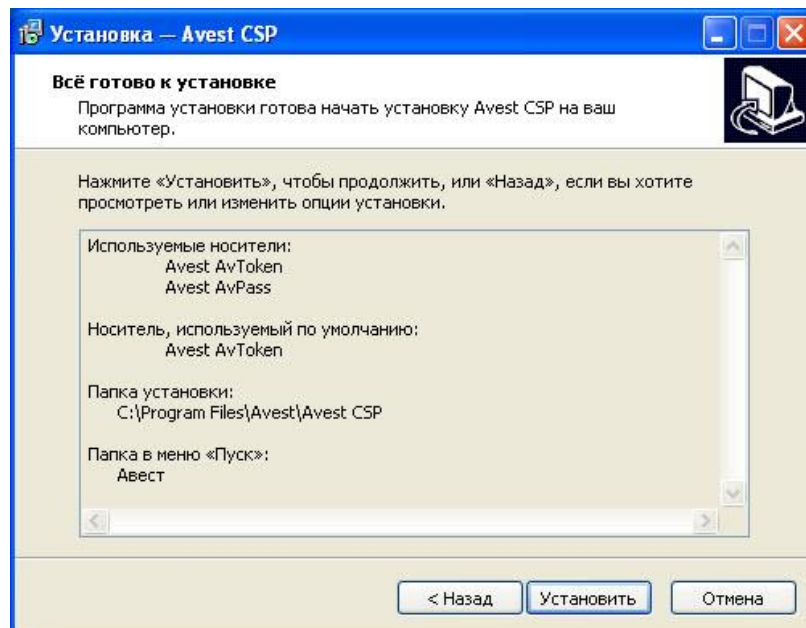 Установка — Avest CSP
Всё готово к установке
Программа установки готова начать установку Avest CSP на ваш
компьютер.
Нажмите «Установить», чтобы продолжить, или «Назад», если вы хотите
просмотреть или изменить опции установки.
Используемые носители:
Avest AvToken
Avest AvPass
Носитель, используемый по умолчанию:
Avest AvToken
Папка установки:
C:\Program Files\Avest\Avest CSP
Папка в меню «Пуск»:
Авест
< Назад
Установить
Отмена